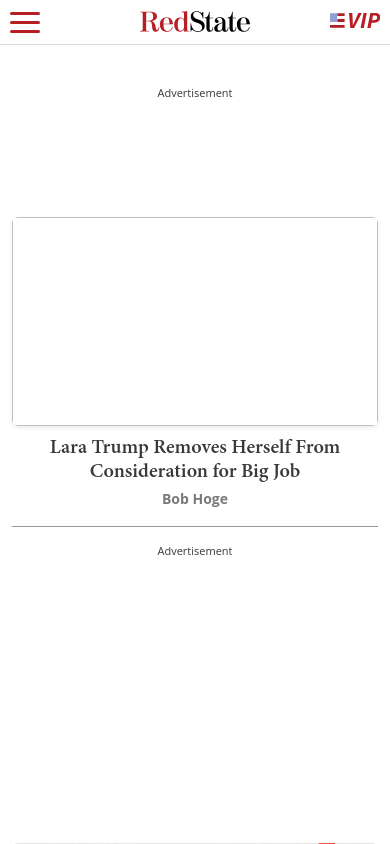 RedState
VIP
Advertisement
Lara Trump Removes Herself From
Consideration for Big Job
Bob Hoge
Advertisement